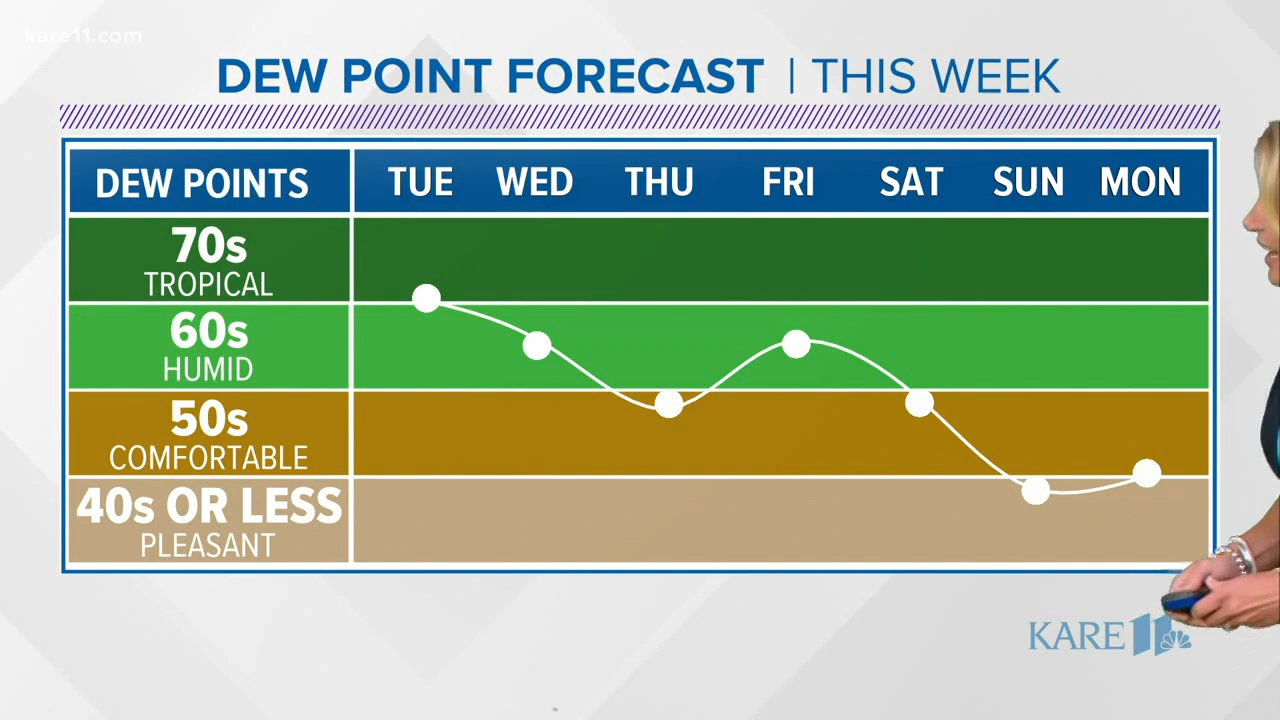 kare11.com
DEW POINT FORECAST | THIS WEEK
DEW POINTS TUE WED THU FRI SAT SUN MON
70s
TROPICAL
60s
HUMID
50s
COMFORTABLE
40s OR LESS
PLEASANT
KARE 11